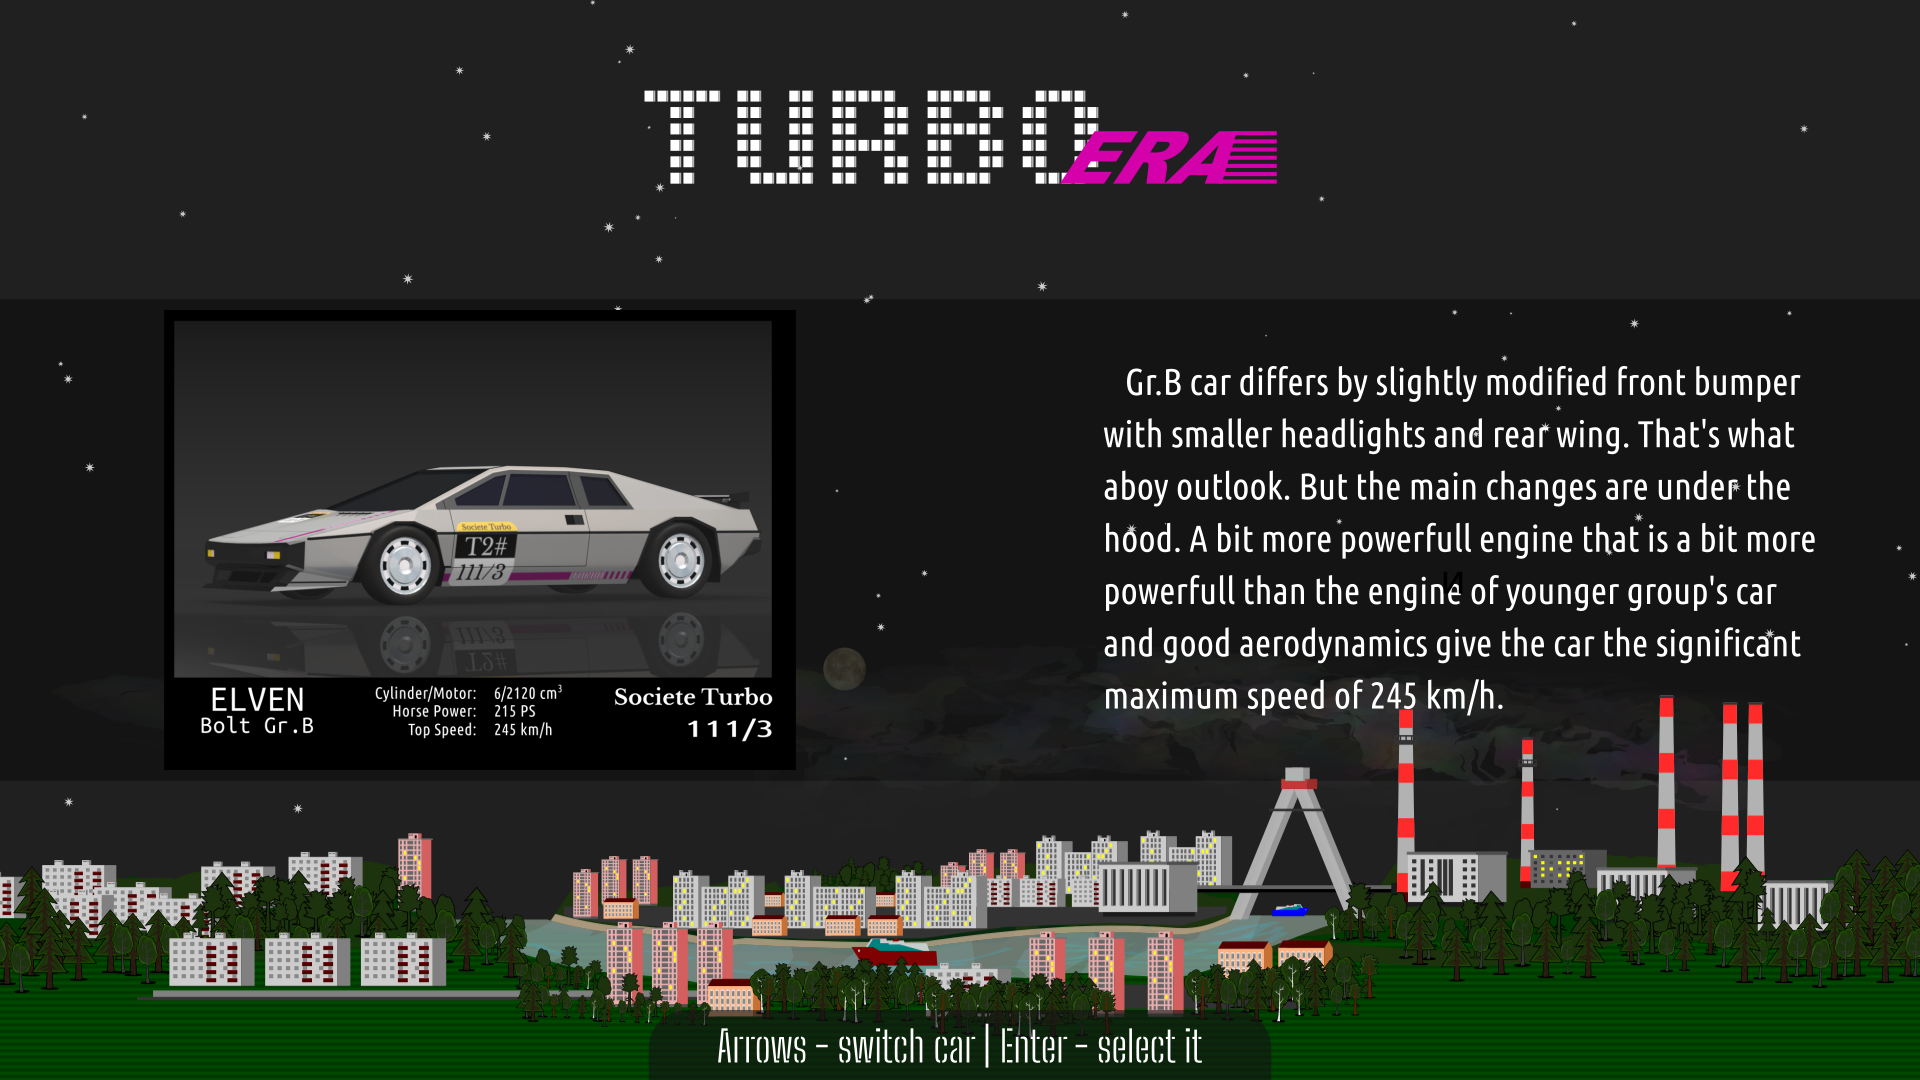 TURBO ERA
Gr.B car differs by slightly modified front bumper
with smaller headlights and rear wing. That's what
aboy outlook. But the main changes are under the
hood. A bit more powerfull engine that is a bit more
powerfull than the engine of younger group's car
and good aerodynamics give the car the significant
maximum speed of 245 km/h.
Societe Turbo
T2#
111/3
ELVEN
Bolt Gr.B
Cylinder/Motor: 6/2120 cm³
Horse Power: 215 PS
Top Speed: 245 km/h
Societe Turbo
111/3
Arrows - switch car | Enter - select it